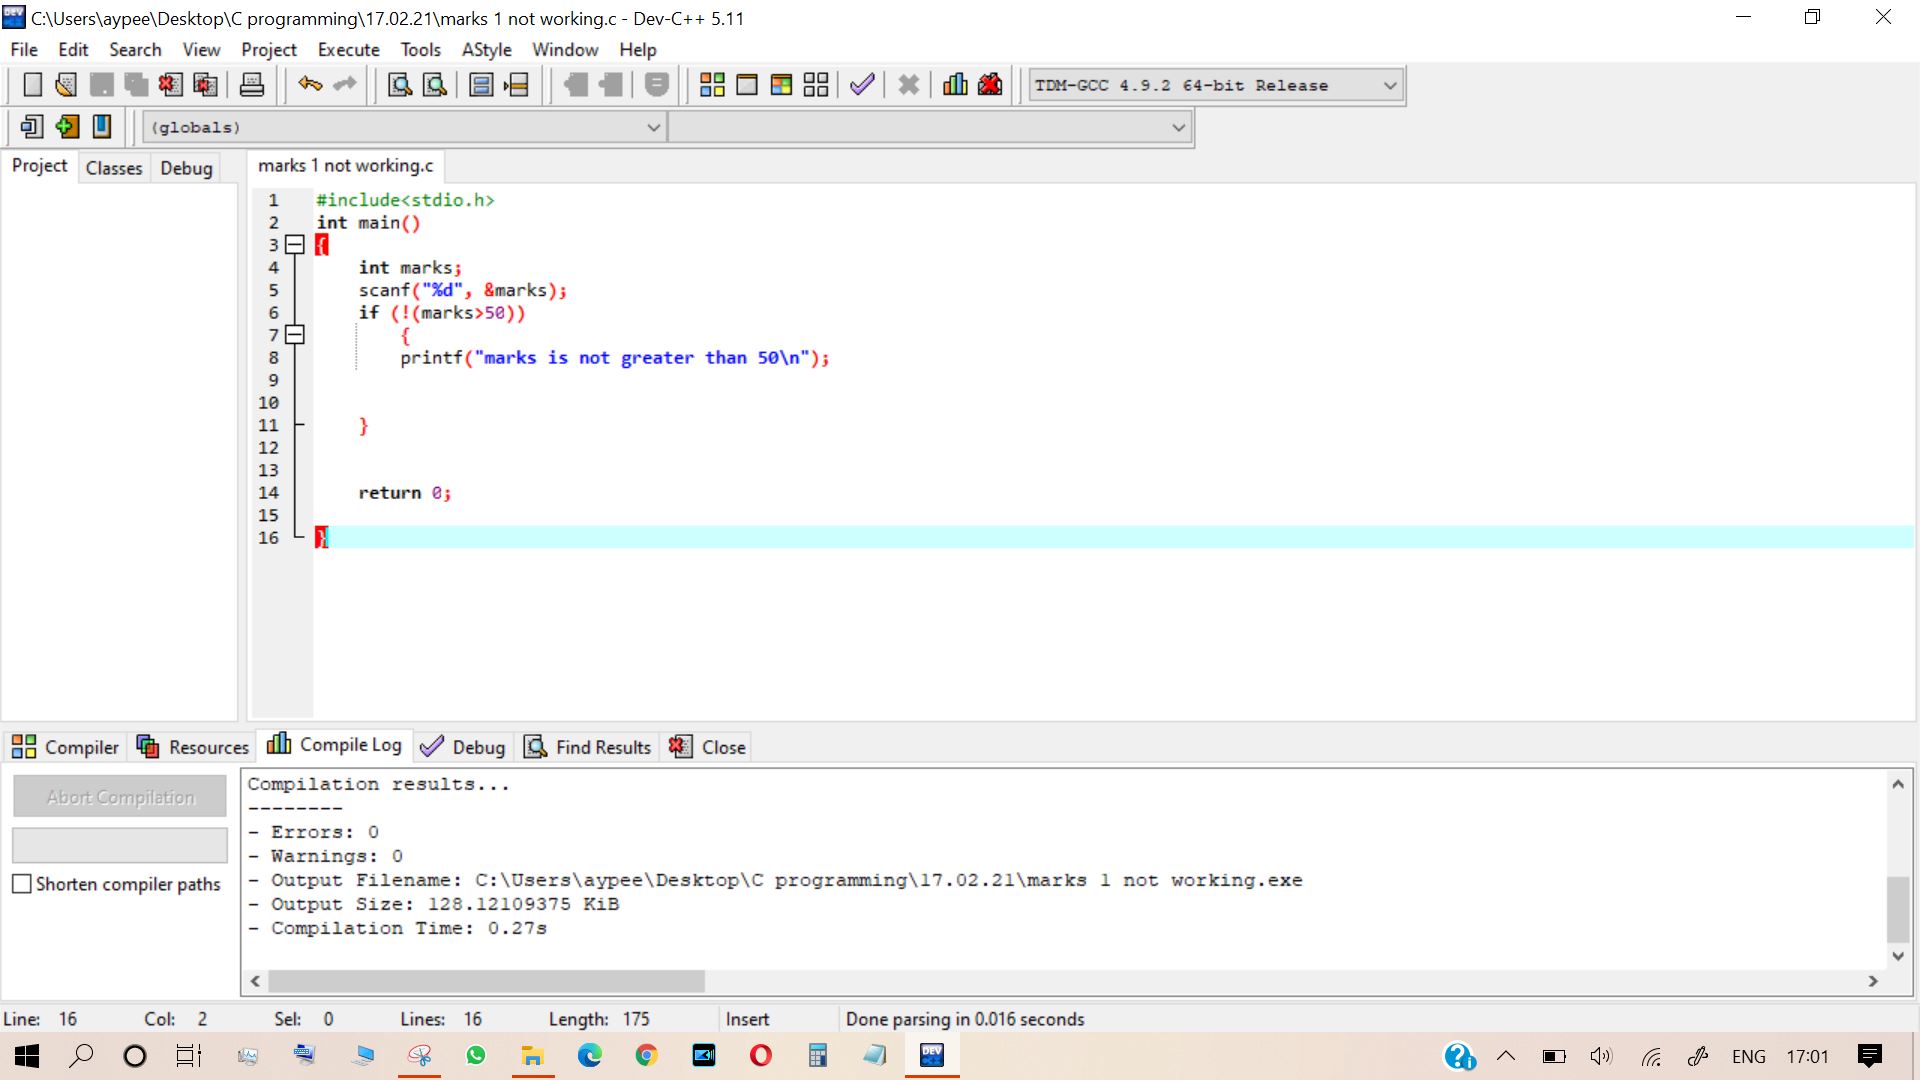 C:\Users\aypee\Desktop\C programming\17.02.21\marks 1 not working.c - Dev-C++ 5.11
File Edit Search View Project Execute Tools AStyle Window Help
TDM-GCC 4.9.2 64-bit Release
(globals)
Project Classes Debug
marks 1 not working.c
1 #include<stdio.h>
2 int main()
3 {
4 int marks;
5 scanf("%d", &marks);
6 if (!(marks>50))
7 {
8 printf("marks is not greater than 50\n");
9
10
11 }
12
13
14 return 0;
15
16 }
Compiler Resources Compile Log Debug Find Results Close
Abort Compilation
Shorten compiler paths
Compilation results...
--------
- Errors: 0
- Warnings: 0
- Output Filename: C:\Users\aypee\Desktop\C programming\17.02.21\marks 1 not working.exe
- Output Size: 128.12109375 KiB
- Compilation Time: 0.27s
Line: 16 Col: 2 Sel: 0 Lines: 16 Length: 175 Insert Done parsing in 0.016 seconds
DEV ENG 17:01